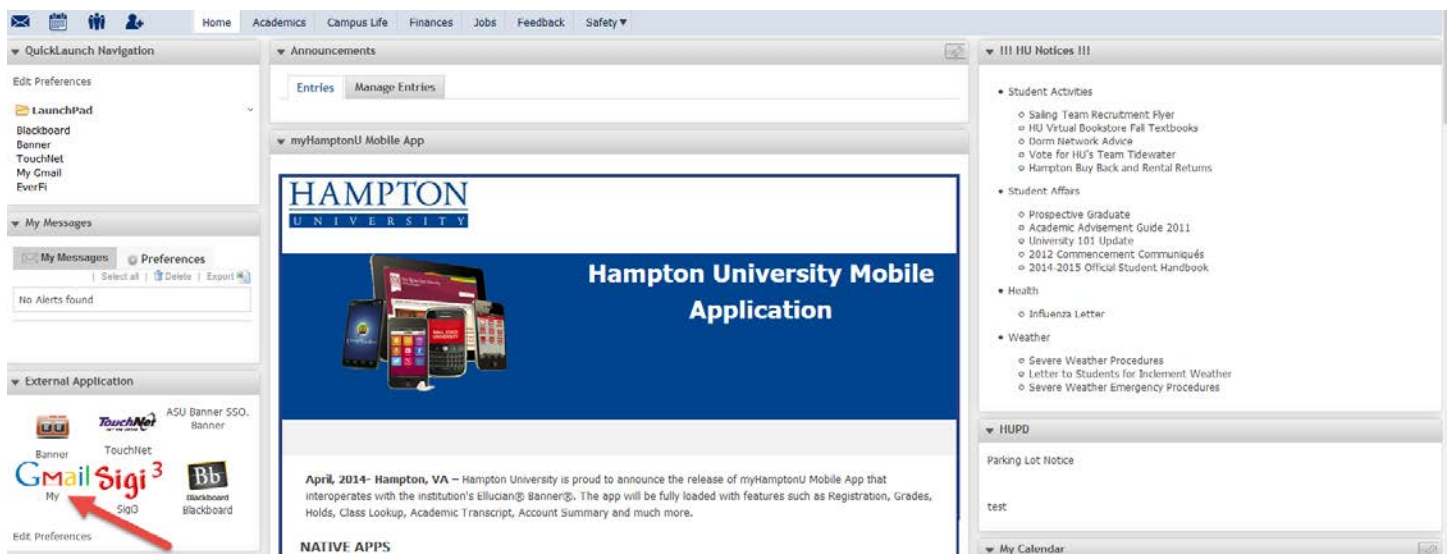 Home Academics Campus Life Finances Jobs Feedback Safety
QuickLaunch Navigation
Edit Preferences
LaunchPad
Blackboard
Banner
TouchNet
My Gmail
EverFi
My Messages
My Messages Preferences
| Select all | Delete | Export
No Alerts found
External Application
Banner
TouchNet
TouchNet
ASU Banner SSO.
Banner
Gmail
My
Sigi3
Sigi3
Bb
Blackboard
Blackboard
Edit Preferences
Announcements
Entries Manage Entries
myHamptonU Mobile App
HAMPTON
UNIVERSITY
Hampton University Mobile
Application
April, 2014- Hampton, VA – Hampton University is proud to announce the release of myHamptonU Mobile App that
interoperates with the institution's Ellucian® Banner®. The app will be fully loaded with features such as Registration, Grades,
Holds, Class Lookup, Academic Transcript, Account Summary and much more.
NATIVE APPS
!!! HU Notices !!!
• Student Activities
Sailing Team Recruitment Flyer
HU Virtual Bookstore Fall Textbooks
Dorm Network Advice
Vote for HU's Team Tidewater
Hampton Buy Back and Rental Returns
• Student Affairs
Prospective Graduate
Academic Advisement Guide 2011
University 101 Update
2012 Commencement Communiqués
2014-2015 Official Student Handbook
• Health
Influenza Letter
• Weather
Severe Weather Procedures
Letter to Students for Inclement Weather
Severe Weather Emergency Procedures
HUPD
Parking Lot Notice
test
My Calendar